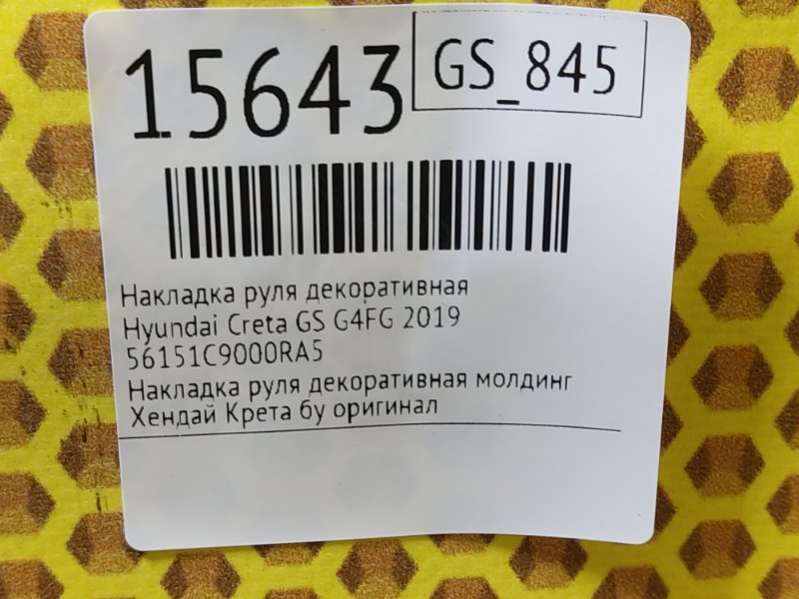 15643
GS_845
Накладка руля декоративная
Hyundai Creta GS G4FG 2019
56151C9000RA5
Накладка руля декоративная молдинг
Хендай Крета бу оригинал